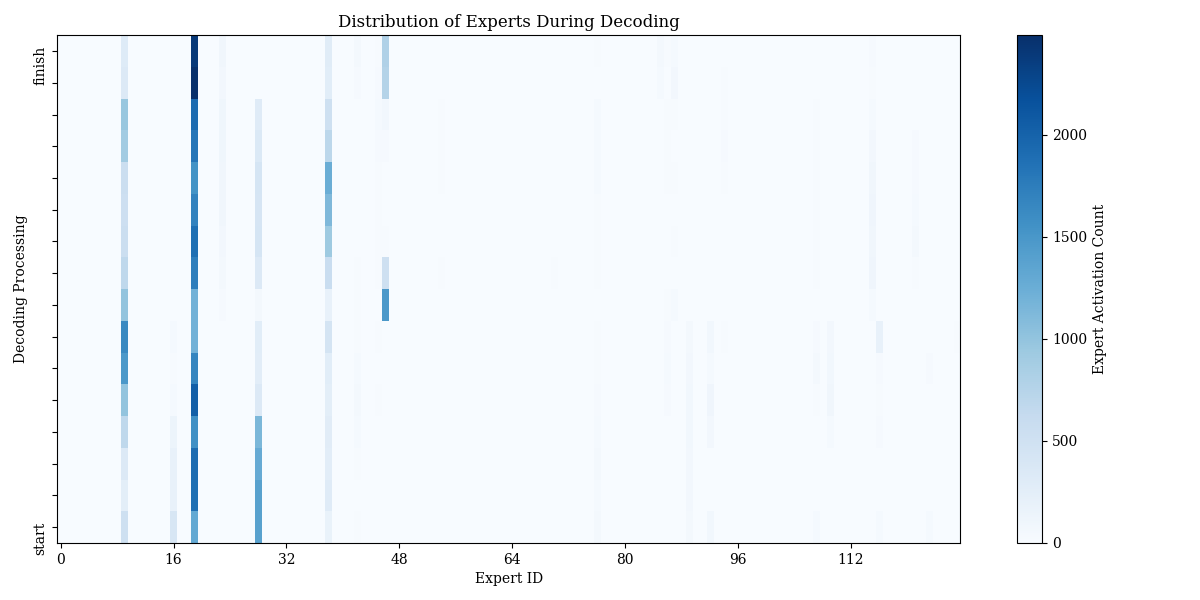 Distribution of Experts During Decoding
finish
Decoding Processing
start
0 16 32 48 64 80 96 112
Expert ID
2000
1500
1000
500
0
Expert Activation Count